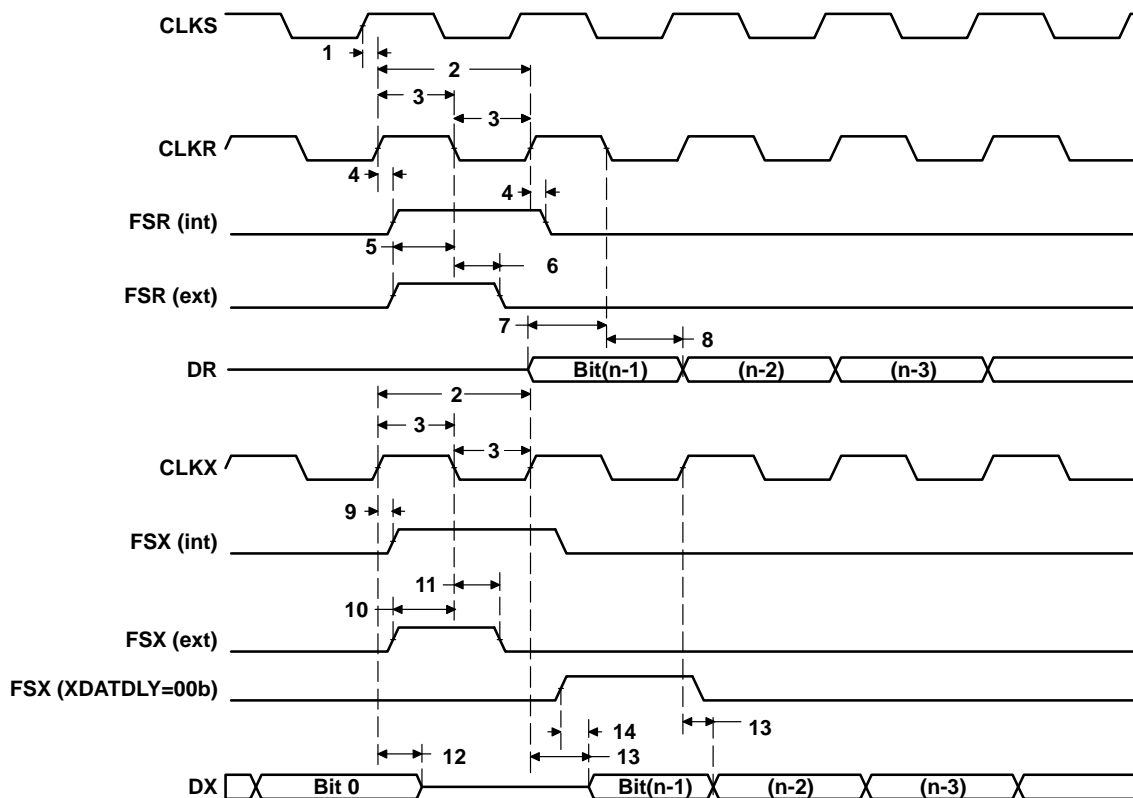 CLKS
1
2
3
3
CLKR
4
4
FSR (int)
5
6
FSR (ext)
7
8
DR
Bit(n-1)
(n-2)
(n-3)
2
3
3
CLKX
9
FSX (int)
11
10
FSX (ext)
FSX (XDATDLY=00b)
14
13
13
12
DX
Bit 0
Bit(n-1)
(n-2)
(n-3)